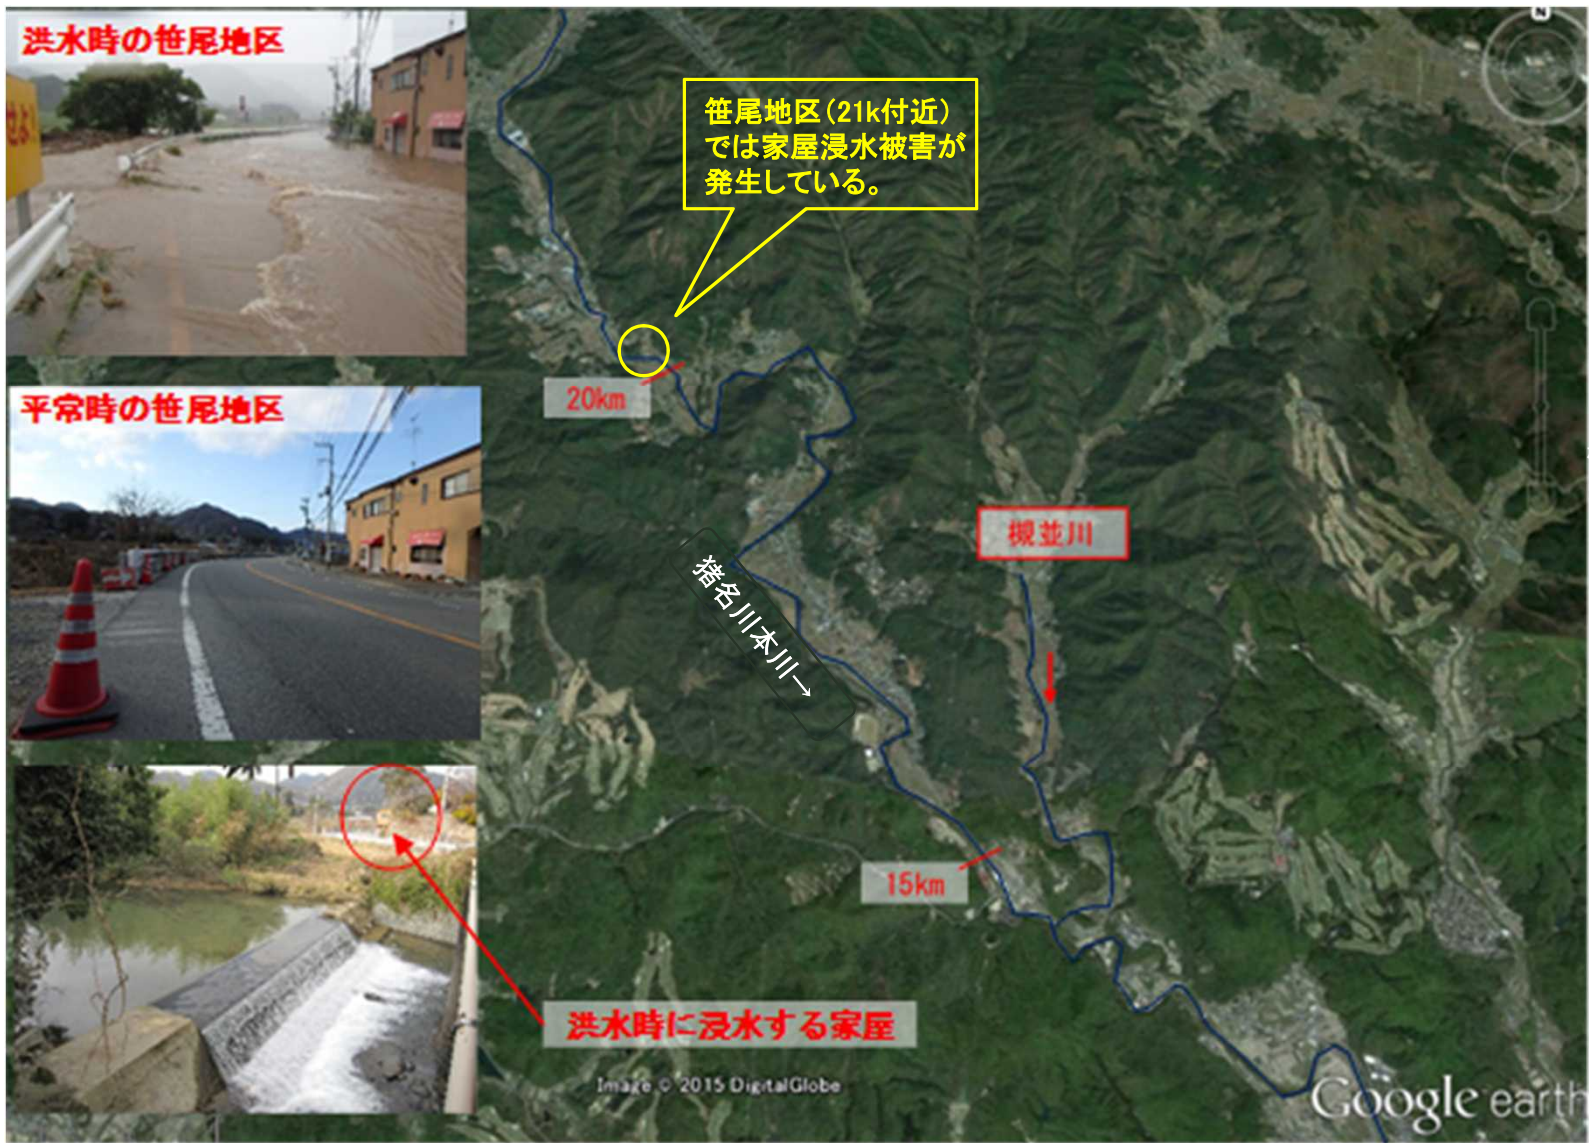 洪水時の笹尾地区
笹尾地区（21k付近）
では家屋浸水被害が
発生している。
20km
平常時の笹尾地区
槻並川
猪名川本川→
15km
洪水時に浸水する家屋
Image © 2015 DigitalGlobe
Google earth
N